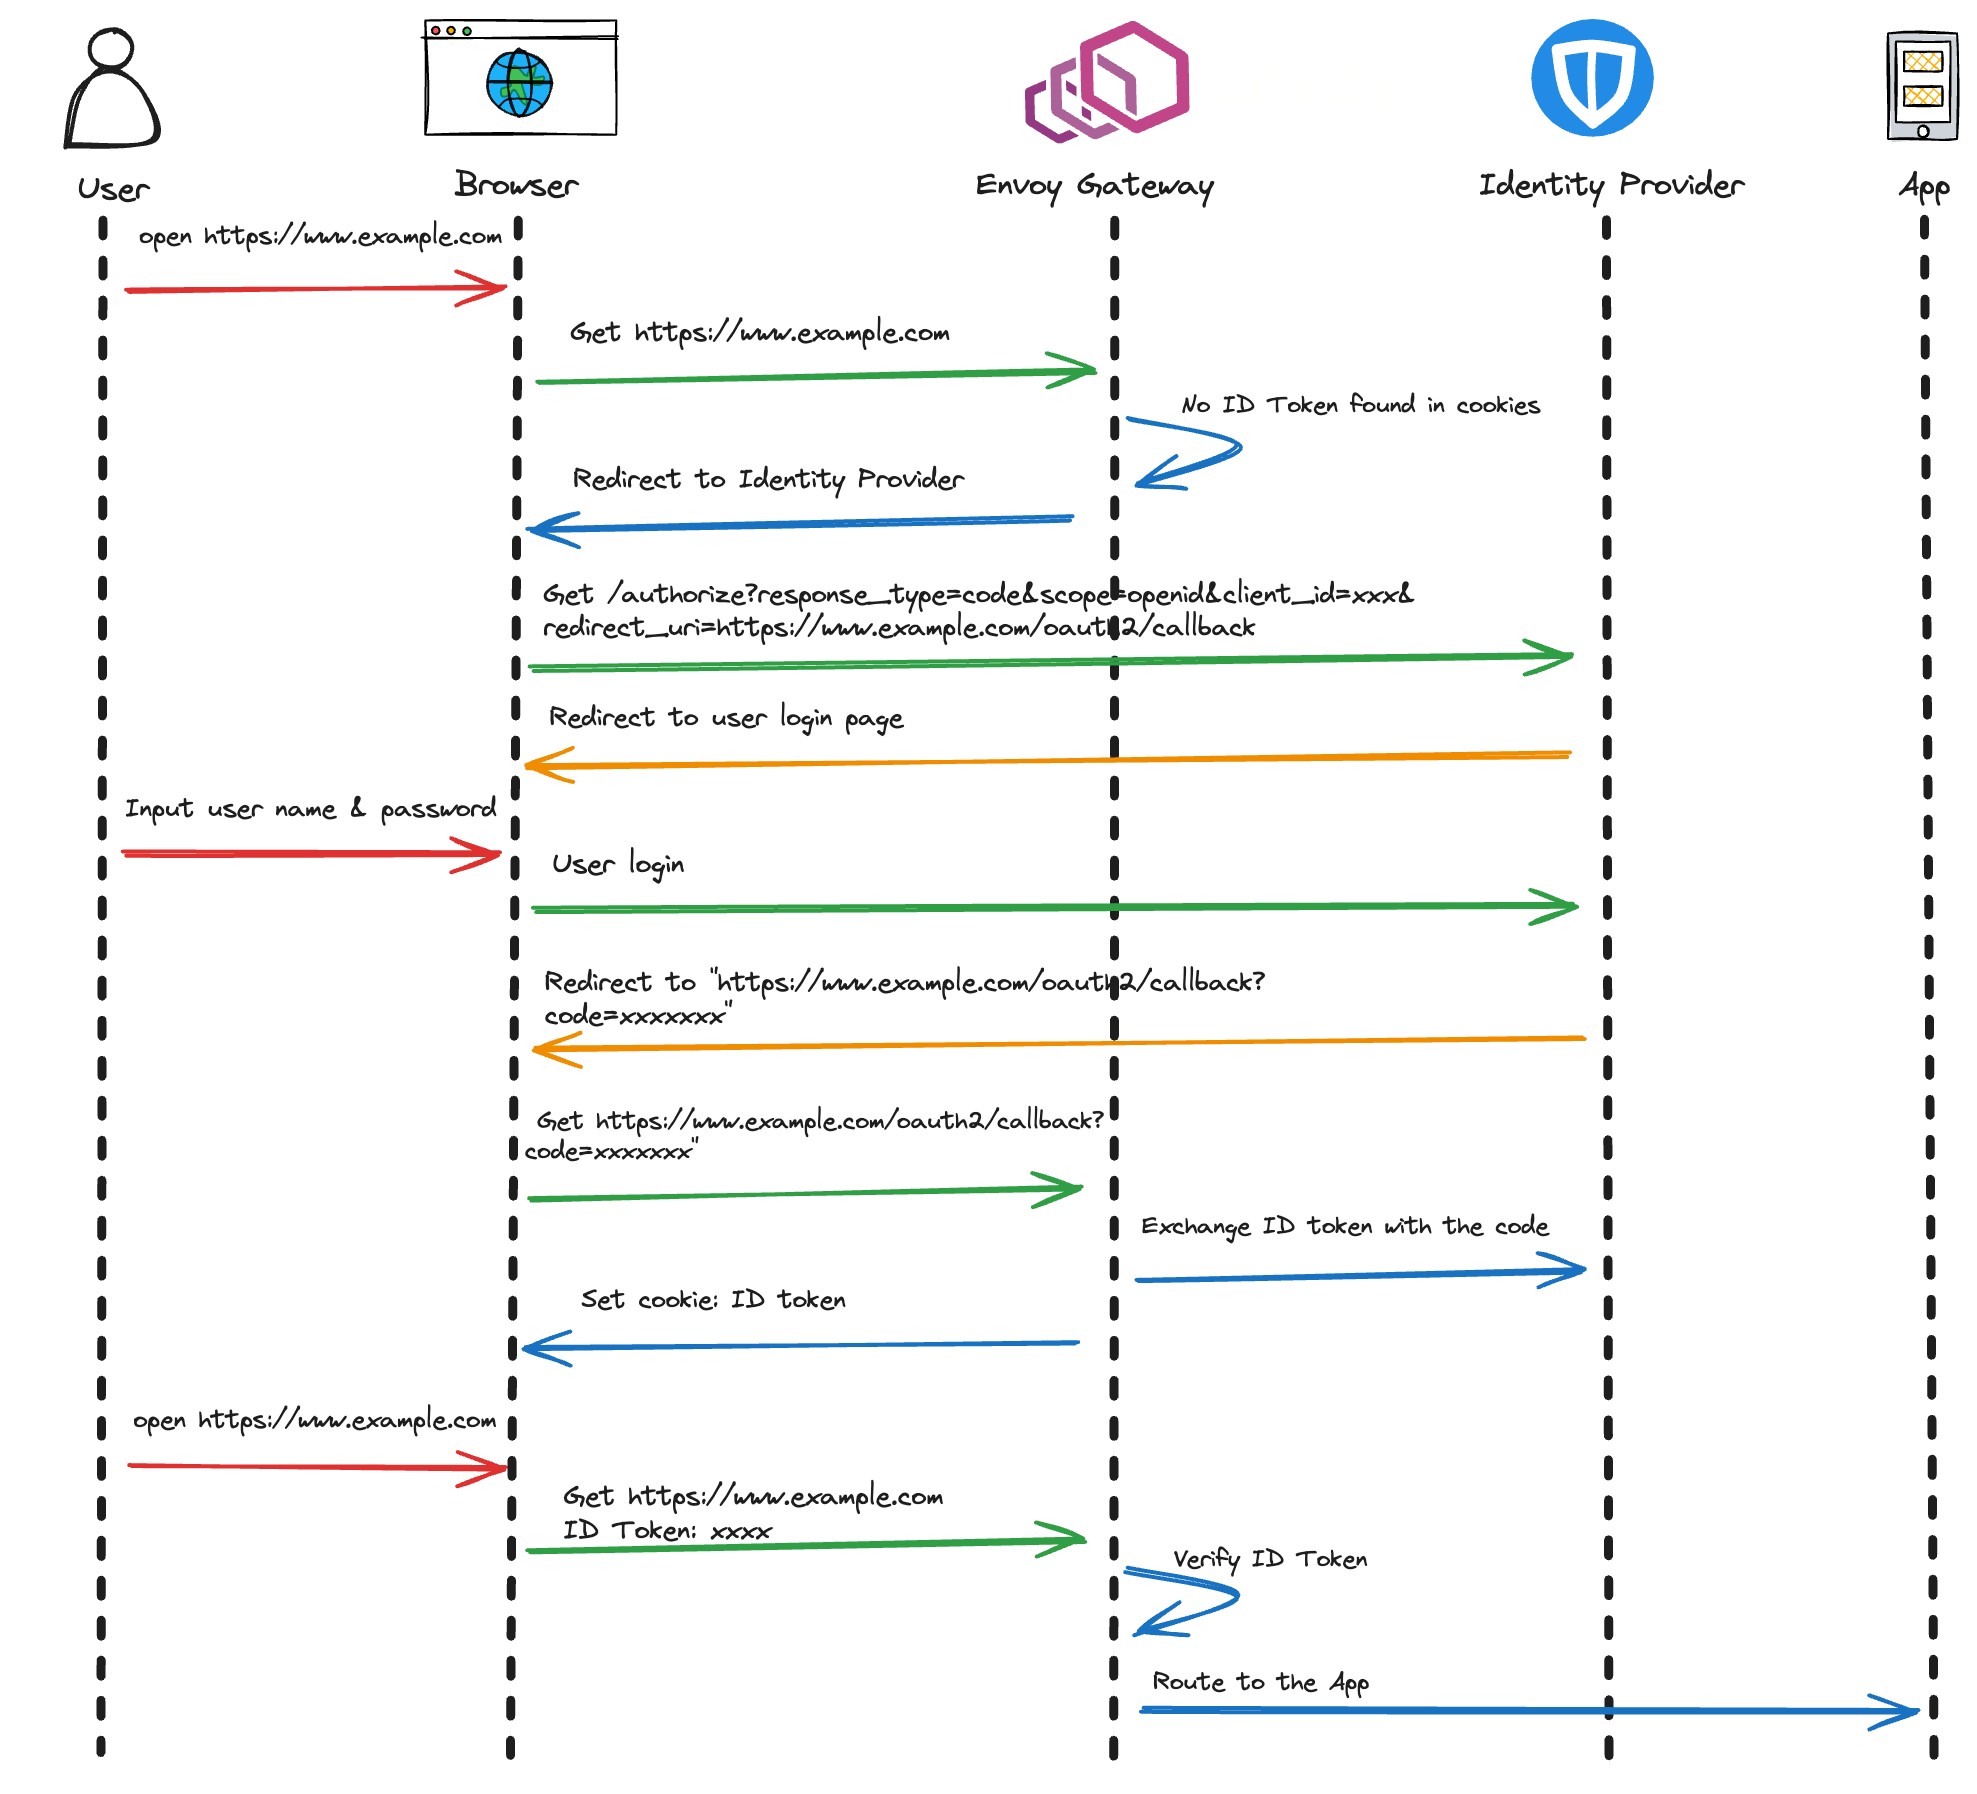 User
Browser
Envoy Gateway
Identity Provider
App
open https://www.example.com
Get https://www.example.com
No ID Token found in cookies
Redirect to Identity Provider
Get /authorize?response_type=code&scope=openid&client_id=xxx&
redirect_uri=https://www.example.com/oauth2/callback
Redirect to user login page
Input user name & password
User login
Redirect to "https://www.example.com/oauth2/callback?
code=xxxxxxx"
Get https://www.example.com/oauth2/callback?
code=xxxxxxx"
Exchange ID token with the code
Set cookie: ID token
open https://www.example.com
Get https://www.example.com
ID Token: xxxx
Verify ID Token
Route to the App